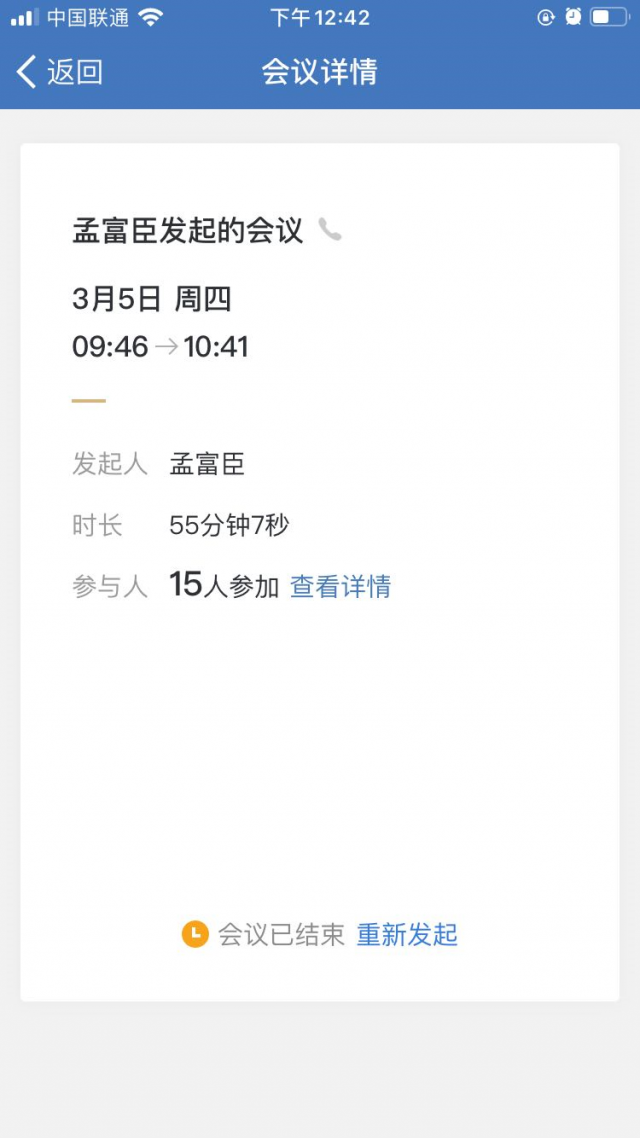 中国联通 下午12:42
返回 会议详情
孟富臣发起的会议
3月5日 周四
09:46→10:41
发起人 孟富臣
时长 55分钟7秒
参与人 15人参加 查看详情
会议已结束 重新发起